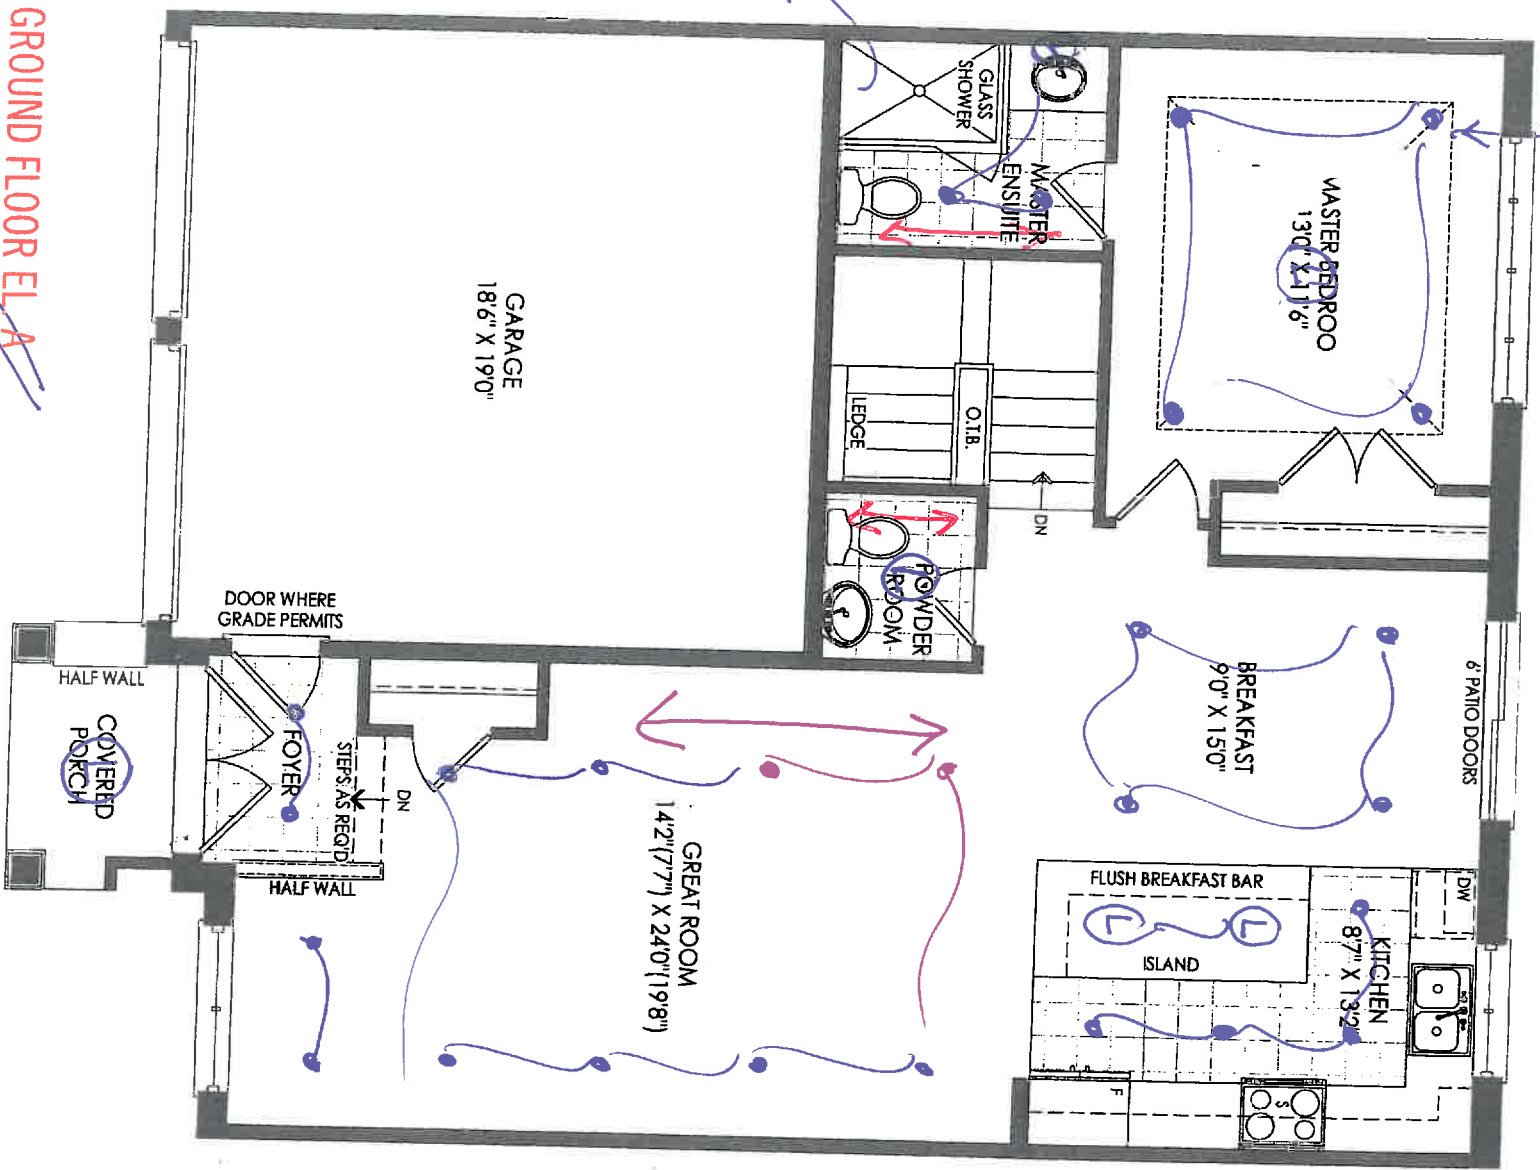 GROUND FLOOR EL. A
GLASS
SHOWER
MASTER
ENSUITE
MASTER BEDROO
13'0" X 11'6"
L
GARAGE
18'6" X 19'0"
LEDGE
O.T.B.
DN
POWDER
ROOM
L
DOOR WHERE
GRADE PERMITS
HALF WALL
COVERED
PORCH
L
FOYER
STEPS AS REQ'D
DN
HALF WALL
GREAT ROOM
14'2"(7'7") X 24'0"(19'8")
BREAKFAST
9'0" X 15'0"
6' PATIO DOORS
FLUSH BREAKFAST BAR
L
L
ISLAND
KITCHEN
8'7" X 13'2"
DW
F
S